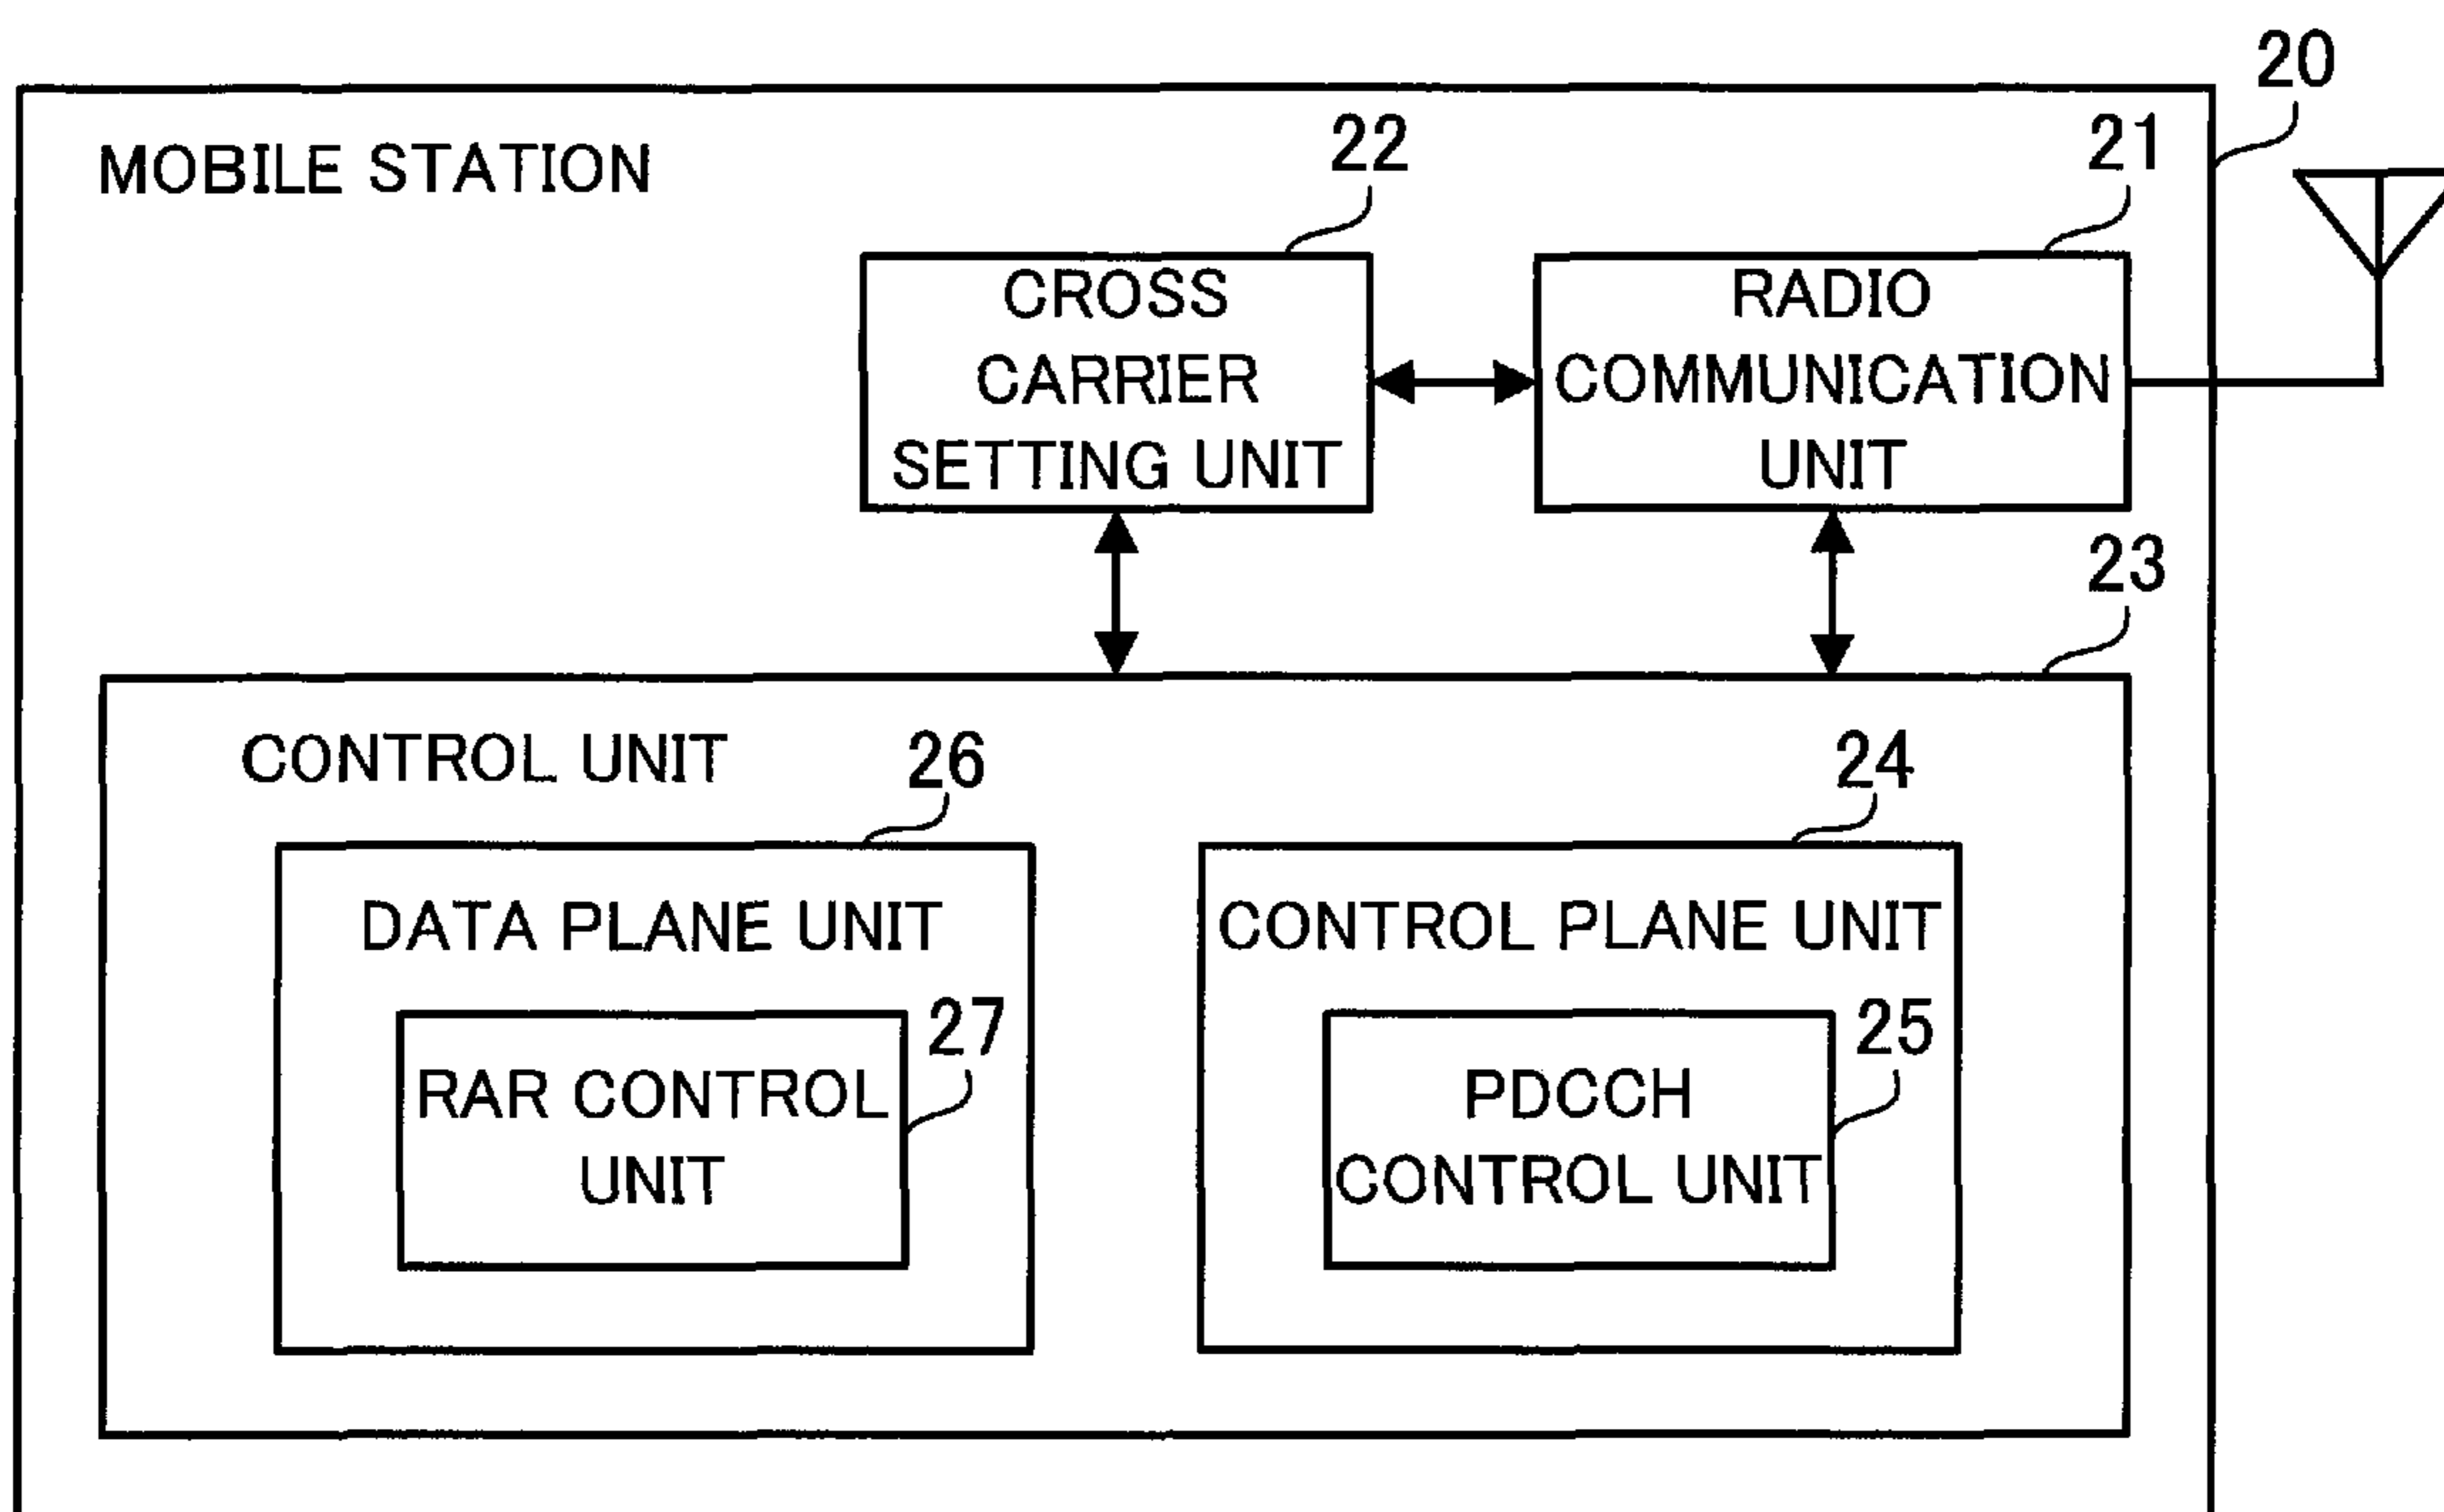 20
MOBILE STATION
22
21
CROSS
CARRIER
SETTING UNIT
RADIO
COMMUNICATION
UNIT
23
CONTROL UNIT
26
24
DATA PLANE UNIT
CONTROL PLANE UNIT
27
25
RAR CONTROL
UNIT
PDCCH
CONTROL UNIT